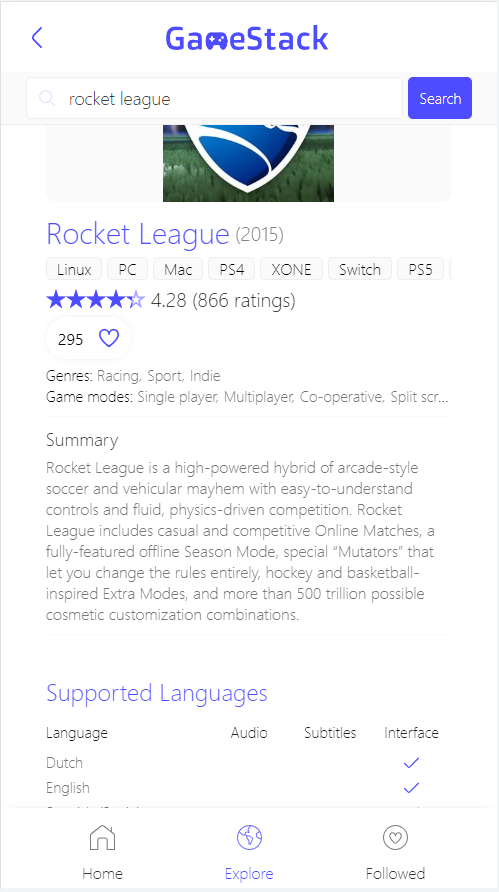 GameStack
rocket league
Search
Rocket League (2015)
Linux PC Mac PS4 XONE Switch PS5
4.28 (866 ratings)
295
Genres: Racing, Sport, Indie
Game modes: Single player, Multiplayer, Co-operative, Split scr...
Summary
Rocket League is a high-powered hybrid of arcade-style
soccer and vehicular mayhem with easy-to-understand
controls and fluid, physics-driven competition. Rocket
League includes casual and competitive Online Matches, a
fully-featured offline Season Mode, special “Mutators” that
let you change the rules entirely, hockey and basketball-
inspired Extra Modes, and more than 500 trillion possible
cosmetic customization combinations.
Supported Languages
Language Audio Subtitles Interface
Dutch
English
Home Explore Followed